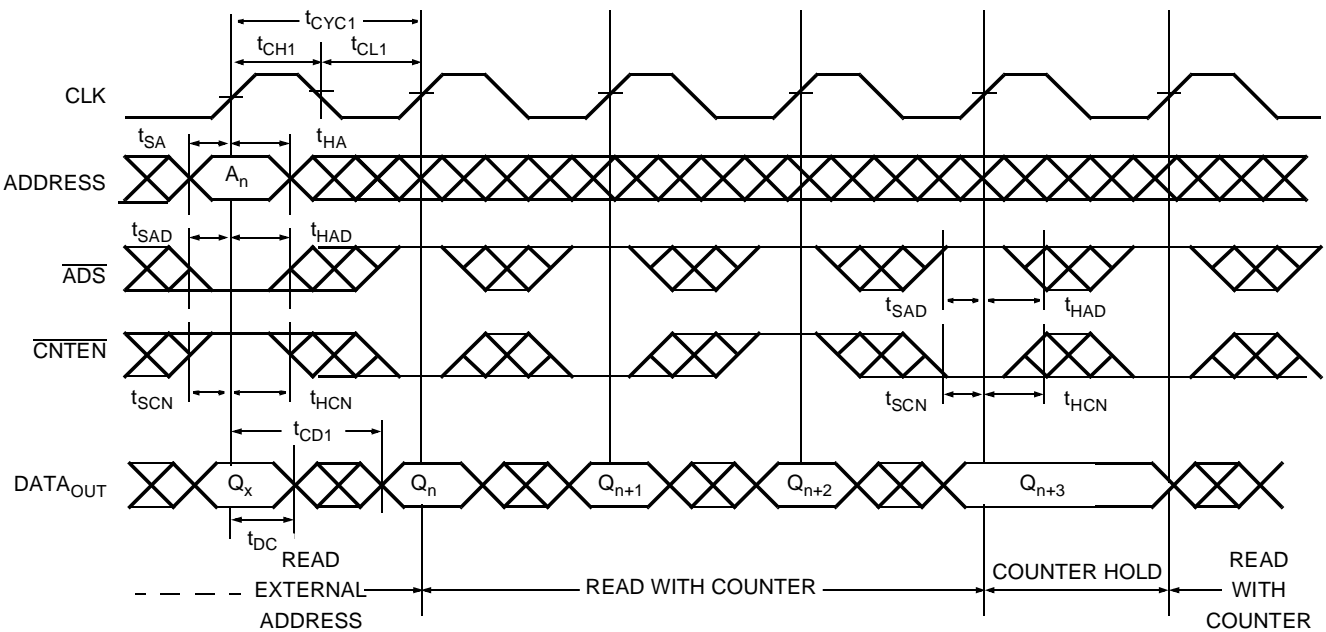 tCYC1
tCH1
tCL1
CLK
tSA
tHA
ADDRESS
An
tSAD
tHAD
ADS
tSAD
tHAD
CNTEN
tSCN
tHCN
tSCN
tHCN
tCD1
DATAOUT
Qx
Qn
Qn+1
Qn+2
Qn+3
tDC
READ
EXTERNAL
ADDRESS
READ WITH COUNTER
COUNTER HOLD
READ
WITH
COUNTER